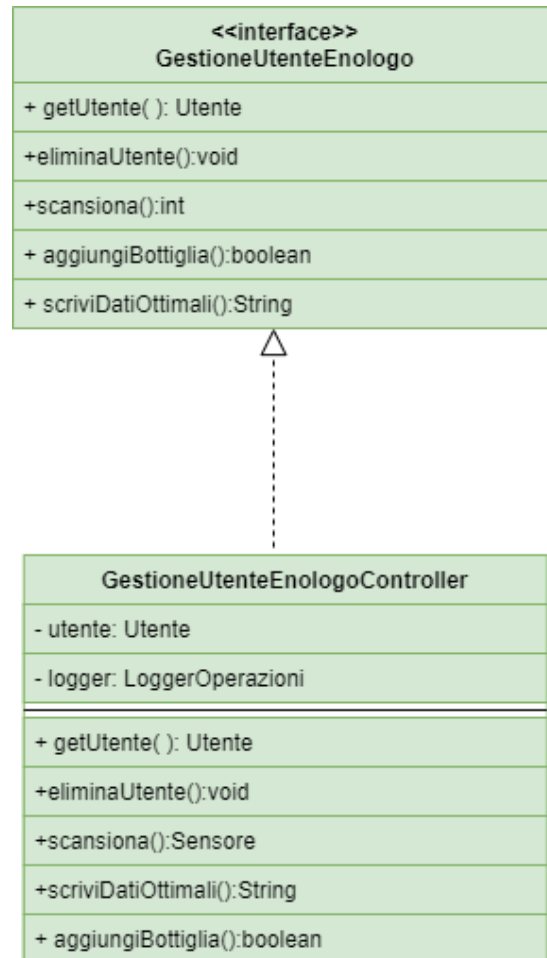 <<interface>>
GestioneUtenteEnologo
+ getUtente( ): Utente
+eliminaUtente():void
+scansiona():int
+ aggiungiBottiglia():boolean
+ scriviDatiOttimali():String
GestioneUtenteEnologoController
- utente: Utente
- logger: LoggerOperazioni
+ getUtente( ): Utente
+eliminaUtente():void
+scansiona():Sensore
+scriviDatiOttimali():String
+ aggiungiBottiglia():boolean